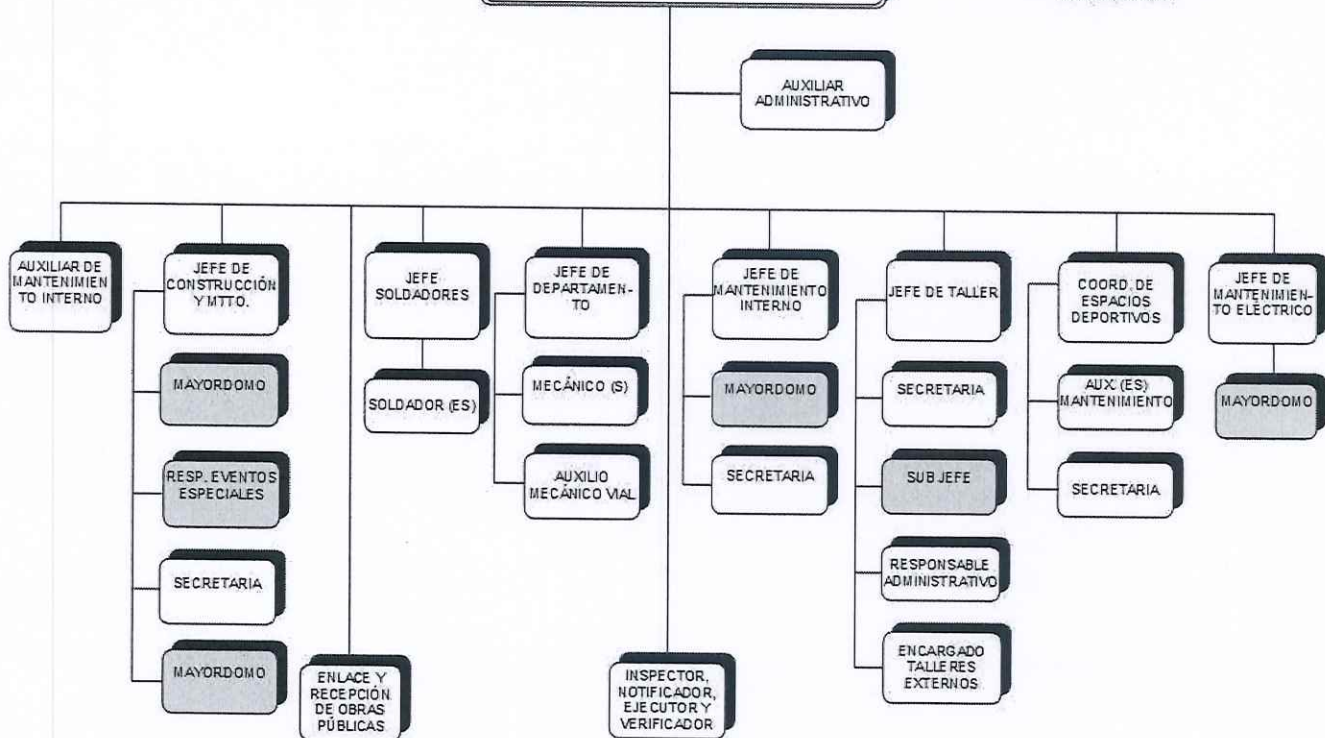 AUXILIAR
ADMINISTRATIVO
AUXILIAR DE
MANTENIMIEN
TO INTERNO
JEFE DE
CONSTRUCCIÓN
Y MTTO.
JEFE
SOLDADORES
JEFE DE
DEPARTAMEN-
TO
JEFE DE
MANTENIMIENTO
INTERNO
JEFE DE TALLER
COORD. DE
ESPACIOS
DEPORTIVOS
JEFE DE
MANTENIMIEN-
TO ELÉCTRICO
MAYORDOMO
SOLDADOR (ES)
MECÁNICO (S)
MAYORDOMO
SECRETARIA
AUX. (ES)
MANTENIMIENTO
MAYORDOMO
RESP. EVENTOS
ESPECIALES
AUXILIO
MECÁNICO VIAL
SECRETARIA
SUB JEFE
SECRETARIA
SECRETARIA
RESPONSABLE
ADMINISTRATIVO
MAYORDOMO
ENLACE Y
RECEPCIÓN
DE OBRAS
PÚBLICAS
INSPECTOR,
NOTIFICADOR,
EJECUTOR Y
VERIFICADOR
ENCARGADO
TALLERES
EXTERNOS